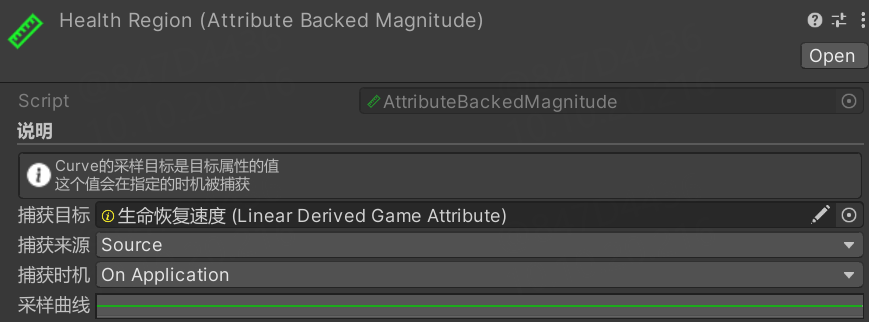 Health Region (Attribute Backed Magnitude)
Open
Script
AttributeBackedMagnitude
说明
Curve的采样目标是目标属性的值
这个值会在指定的时机被捕获
捕获目标 生命恢复速度 (Linear Derived Game Attribute)
捕获来源 Source
捕获时机 On Application
采样曲线